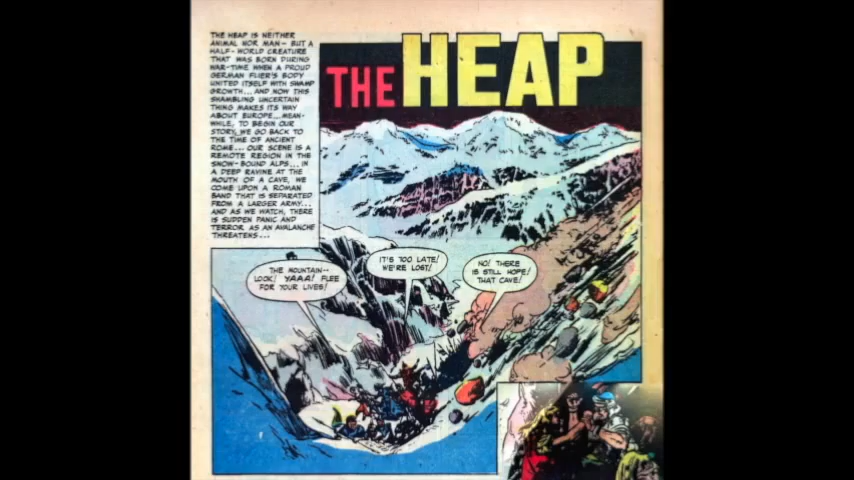 THE HEAP IS NEITHER
ANIMAL NOR MAN-- BUT A
HALF-WORLD CREATURE
THAT WAS BORN DURING
WAR-TIME WHEN A PROUD
GERMAN FLIER'S BODY
UNITED ITSELF WITH SWAMP
GROWTH... AND NOW THIS
SHAMBLING UNCERTAIN
THING MAKES ITS WAY
ABOUT EUROPE... MEAN-
WHILE, TO BEGIN OUR
STORY, WE GO BACK TO
THE TIME OF ANCIENT
ROME... OUR SCENE IS A
REMOTE REGION IN THE
SNOW-BOUND ALPS... IN
A DEEP RAVINE AT THE
MOUTH OF A CAVE, WE
COME UPON A ROMAN
BAND THAT IS SEPARATED
FROM A LARGER ARMY...
AND AS WE WATCH, THERE
IS SUDDEN PANIC AND
TERROR AS AN AVALANCHE
THREATENS...
THE HEAP
THE MOUNTAIN--
LOOK! YAAA! FLEE
FOR YOUR LIVES!
IT'S TOO LATE!
WE'RE LOST!
NO! THERE
IS STILL HOPE!
THAT CAVE!